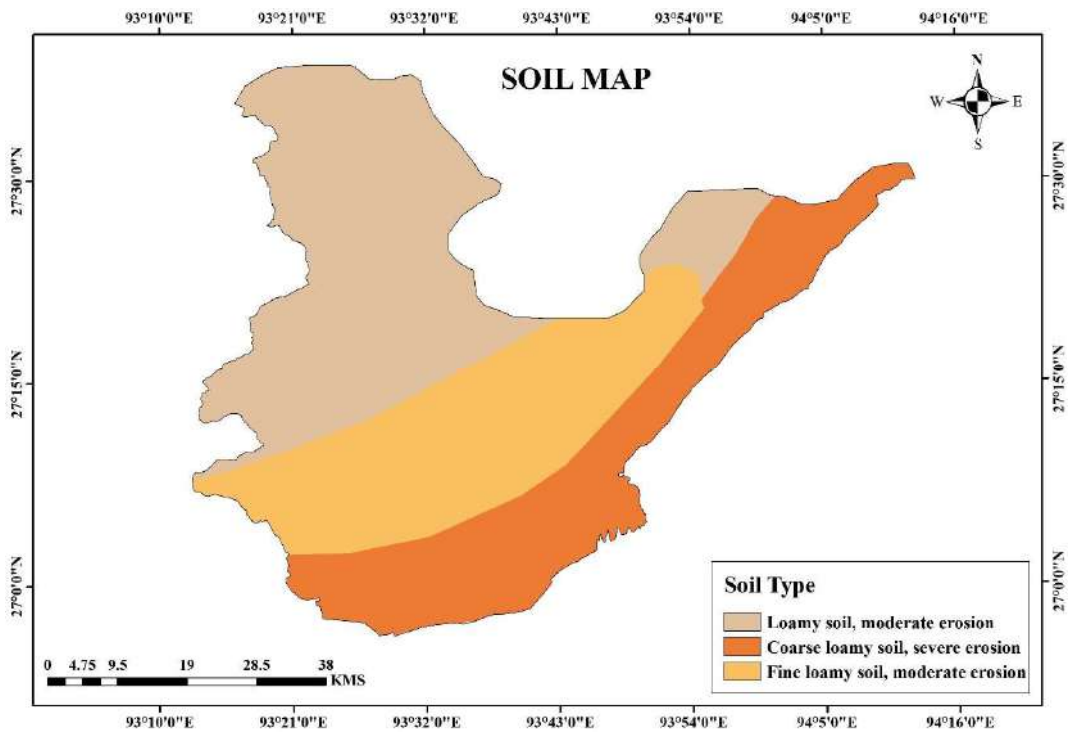 93°10'0"E 93°21'0"E 93°32'0"E 93°43'0"E 93°54'0"E 94°5'0"E 94°16'0"E
SOIL MAP
N
W E
S
27°30'0"N 27°30'0"N
27°15'0"N 27°15'0"N
27°0'0"N 27°0'0"N
Soil Type
Loamy soil, moderate erosion
Coarse loamy soil, severe erosion
Fine loamy soil, moderate erosion
0 4.75 9.5 19 28.5 38
KMS
93°10'0"E 93°21'0"E 93°32'0"E 93°43'0"E 93°54'0"E 94°5'0"E 94°16'0"E